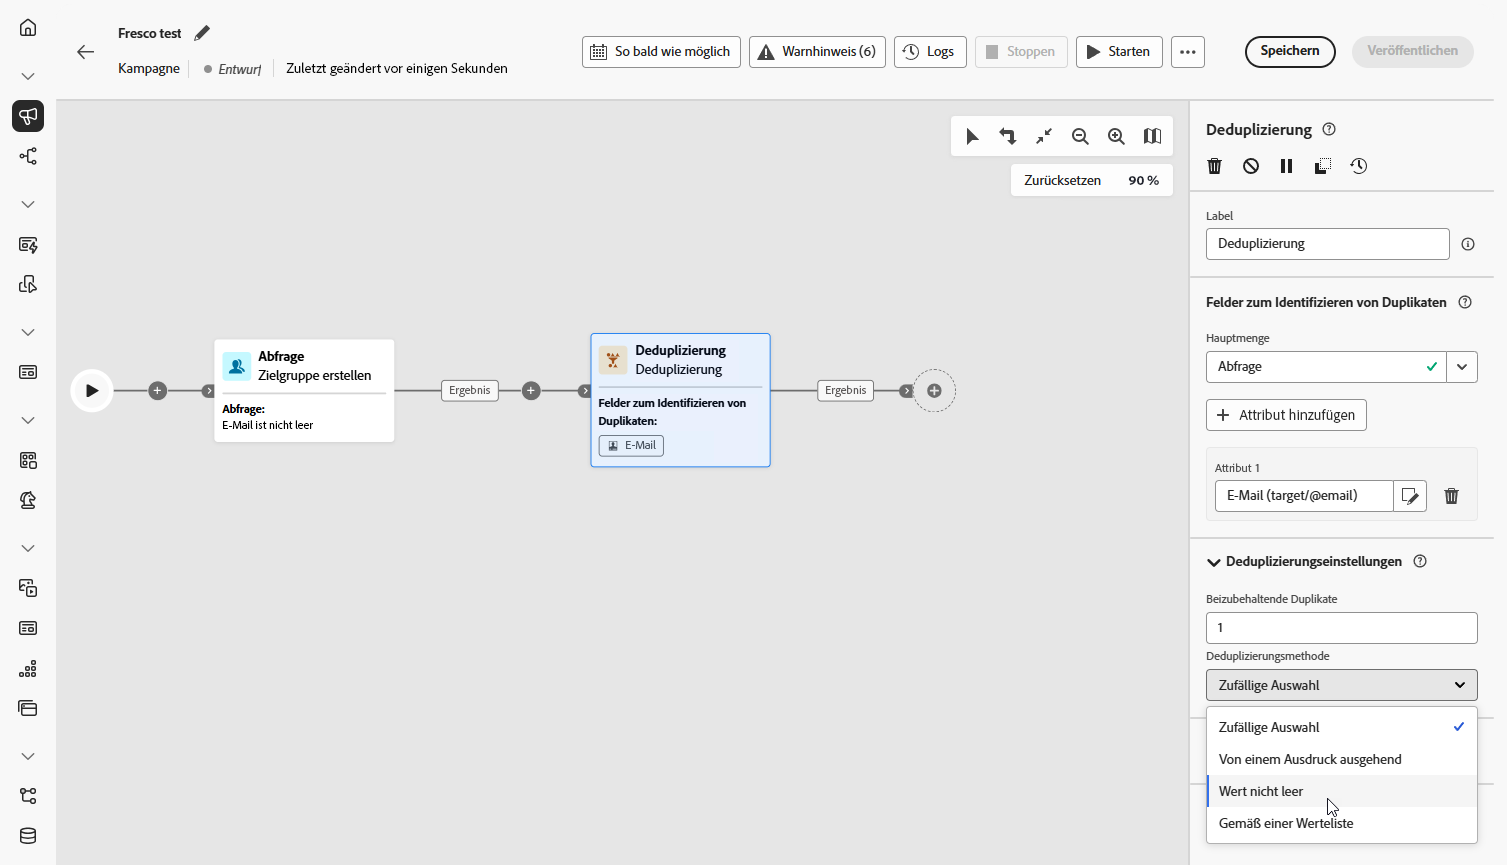 Fresco test
Kampagne
Entwurf
Zuletzt geändert vor einigen Sekunden
So bald wie möglich
Warnhinweis (6)
Logs
Stoppen
Starten
Speichern
Veröffentlichen
Zurücksetzen 90 %
Abfrage
Zielgruppe erstellen
Abfrage:
E-Mail ist nicht leer
Ergebnis
Deduplizierung
Deduplizierung
Felder zum Identifizieren von
Duplikaten:
E-Mail
Ergebnis
Deduplizierung
Label
Deduplizierung
Felder zum Identifizieren von Duplikaten
Hauptmenge
Abfrage
Attribut hinzufügen
Attribut 1
E-Mail (target/@email)
Deduplizierungseinstellungen
Beizubehaltende Duplikate
1
Deduplizierungsmethode
Zufällige Auswahl
Zufällige Auswahl
Von einem Ausdruck ausgehend
Wert nicht leer
Gemäß einer Werteliste